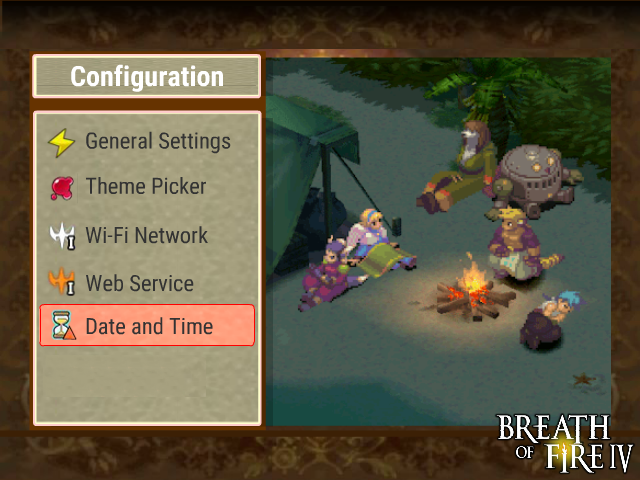 Configuration
General Settings
Theme Picker
Wi-Fi Network
Web Service
Date and Time
BREATH
OF FIRE IV